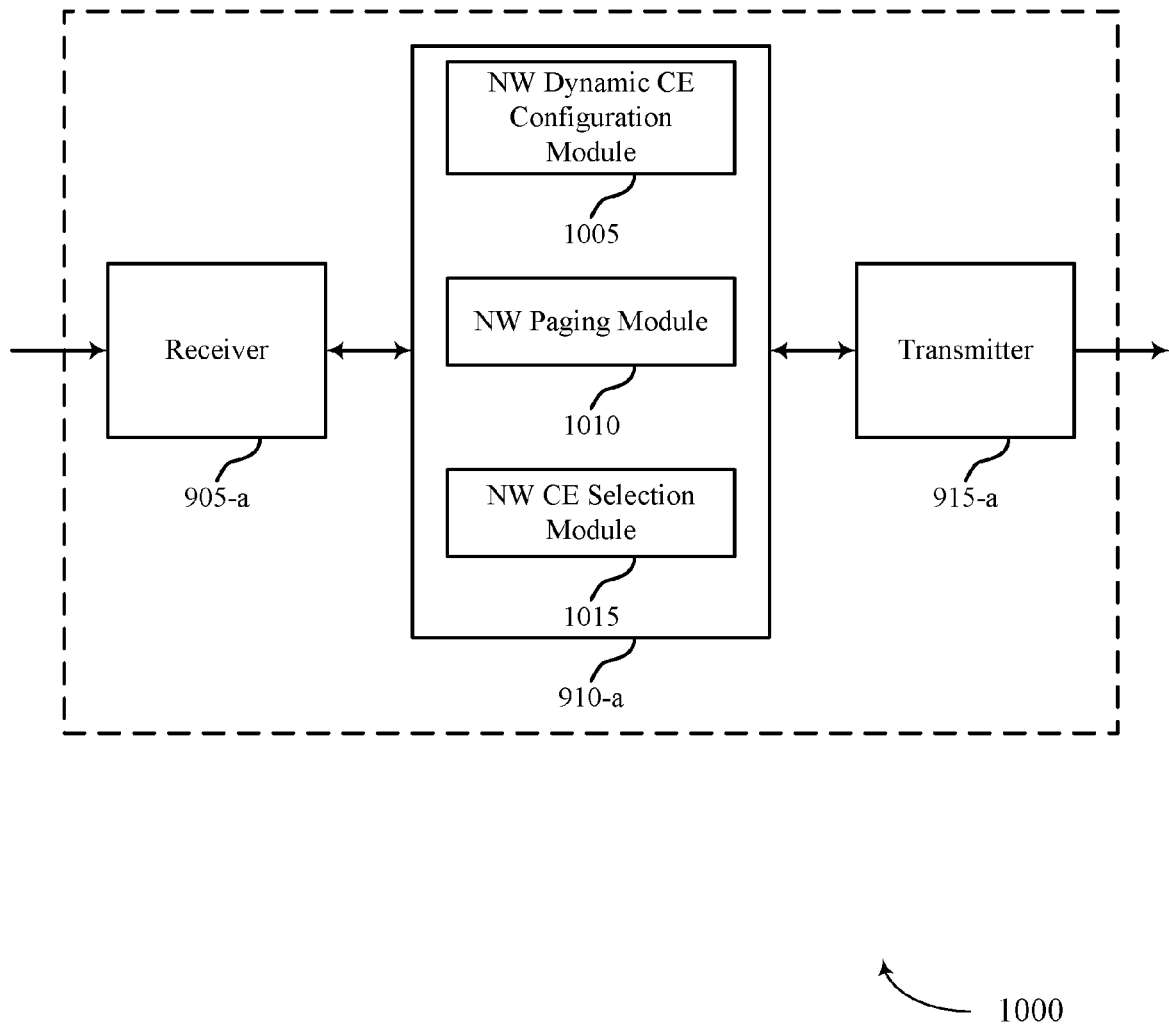 NW Dynamic CE
Configuration
Module
1005
Receiver
905-a
NW Paging Module
1010
NW CE Selection
Module
1015
910-a
Transmitter
915-a
1000